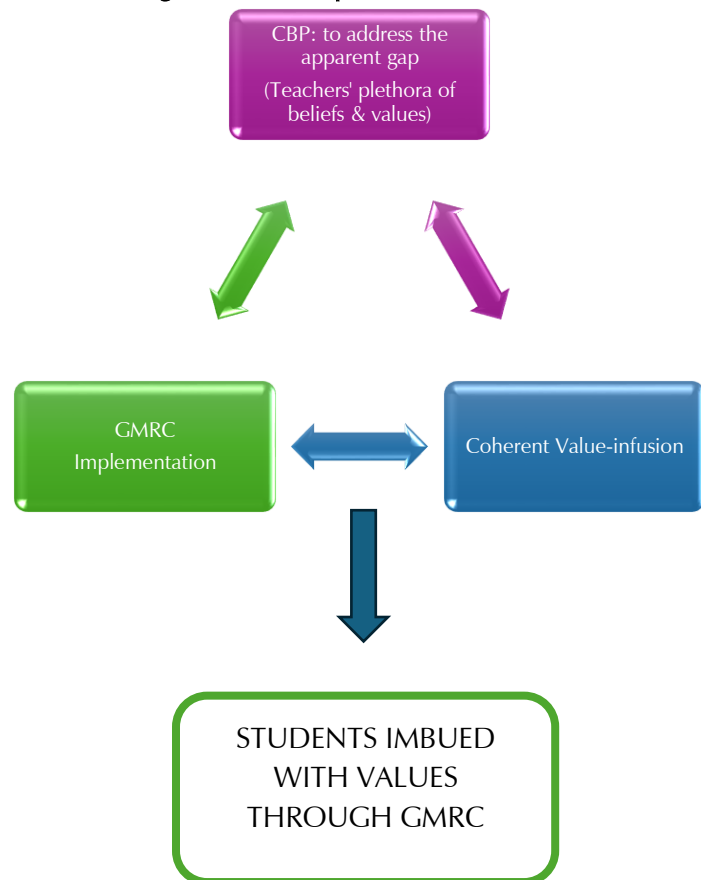 CBP: to address the
apparent gap
(Teachers' plethora of
beliefs & values)
GMRC
Implementation
Coherent Value-infusion
STUDENTS IMBUED
WITH VALUES
THROUGH GMRC